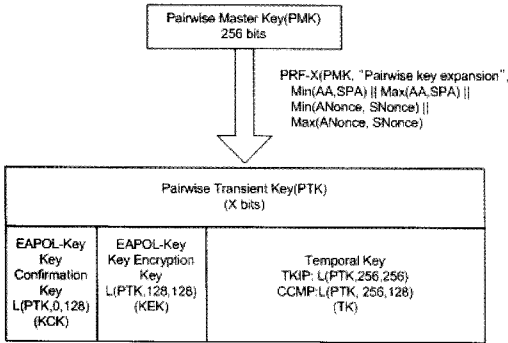 Pairwise Master Key(PMK)
256 bits
PRF-X(PMK, "Pairwise key expansion",
Min(AA,SPA) || Max(AA,SPA) ||
Min(ANonce, SNonce) ||
Max(ANonce, SNonce)
Pairwise Transient Key(PTK)
(X bits)
EAPOL-Key
Key
Confirmation
Key
L(PTK,0,128)
(KCK)
EAPOL-Key
Key Encryption
Key
L(PTK,128,128)
(KEK)
Temporal Key
TKIP: L(PTK,256,256)
CCMP:L(PTK, 256,128)
(TK)